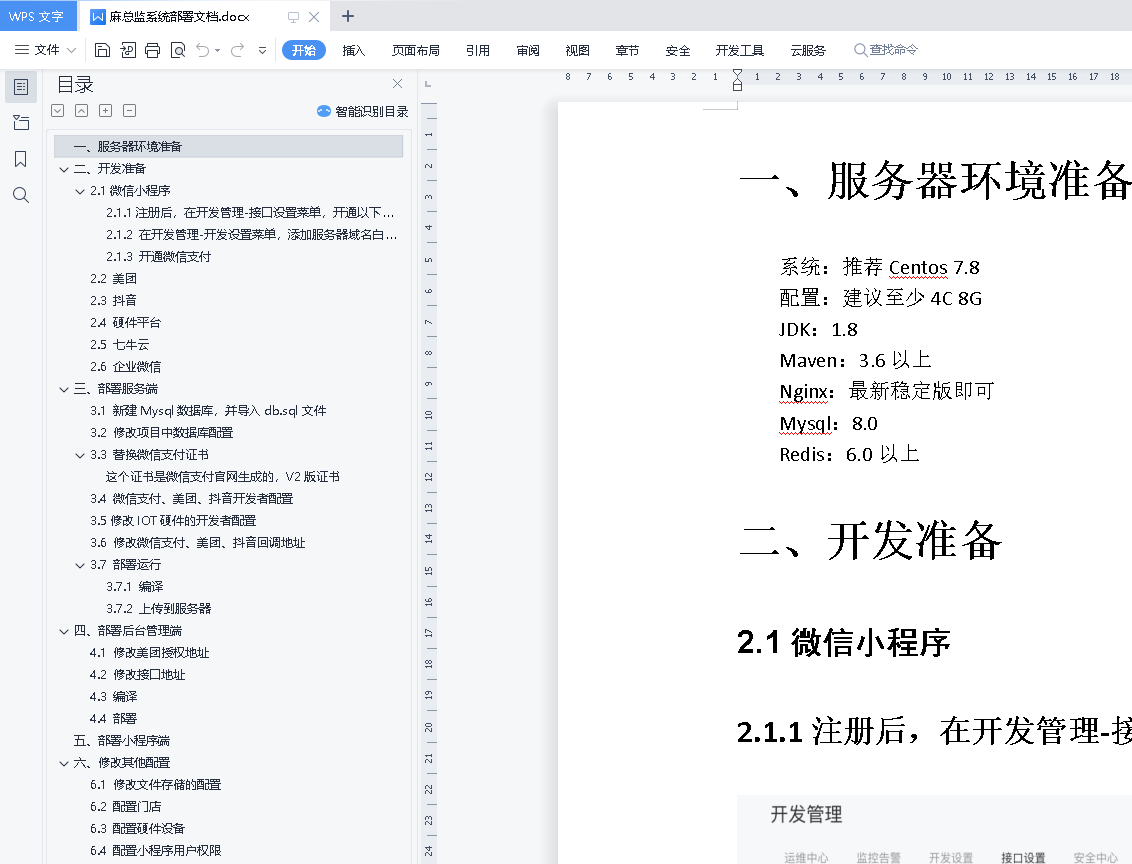 WPS 文字
麻总监系统部署文档.docx
文件
开始
插入
页面布局
引用
审阅
视图
章节
安全
开发工具
云服务
查找命令
目录
智能识别目录
一、服务器环境准备
二、开发准备
2.1 微信小程序
2.1.1 注册后，在开发管理-接口设置菜单，开通以下...
2.1.2 在开发管理-开发设置菜单，添加服务器域名白...
2.1.3 开通微信支付
2.2 美团
2.3 抖音
2.4 硬件平台
2.5 七牛云
2.6 企业微信
三、部署服务端
3.1 新建 Mysql 数据库，并导入 db.sql 文件
3.2 修改项目中数据库配置
3.3 替换微信支付证书
这个证书是微信支付官网生成的，V2 版证书
3.4 微信支付、美团、抖音开发者配置
3.5 修改 IOT 硬件的开发者配置
3.6 修改微信支付、美团、抖音回调地址
3.7 部署运行
3.7.1 编译
3.7.2 上传到服务器
四、部署后台管理端
4.1 修改美团授权地址
4.2 修改接口地址
4.3 编译
4.4 部署
五、部署小程序端
六、修改其他配置
6.1 修改文件存储的配置
6.2 配置门店
6.3 配置硬件设备
6.4 配置小程序用户权限
8 7 6 5 4 3 2 1 1 2 3 4 5 6 7 8 9 10 11 12 13 14 15 16 17 18
1
2
3
4
5
6
7
8
9
10
11
12
13
14
15
16
17
18
19
20
21
22
23
24
一、服务器环境准备
系统：推荐 Centos 7.8
配置：建议至少 4C 8G
JDK：1.8
Maven：3.6 以上
Nginx：最新稳定版即可
Mysql：8.0
Redis：6.0 以上
二、开发准备
2.1 微信小程序
2.1.1 注册后，在开发管理-接
开发管理
运维中心 监控告警 开发设置 接口设置 安全中心